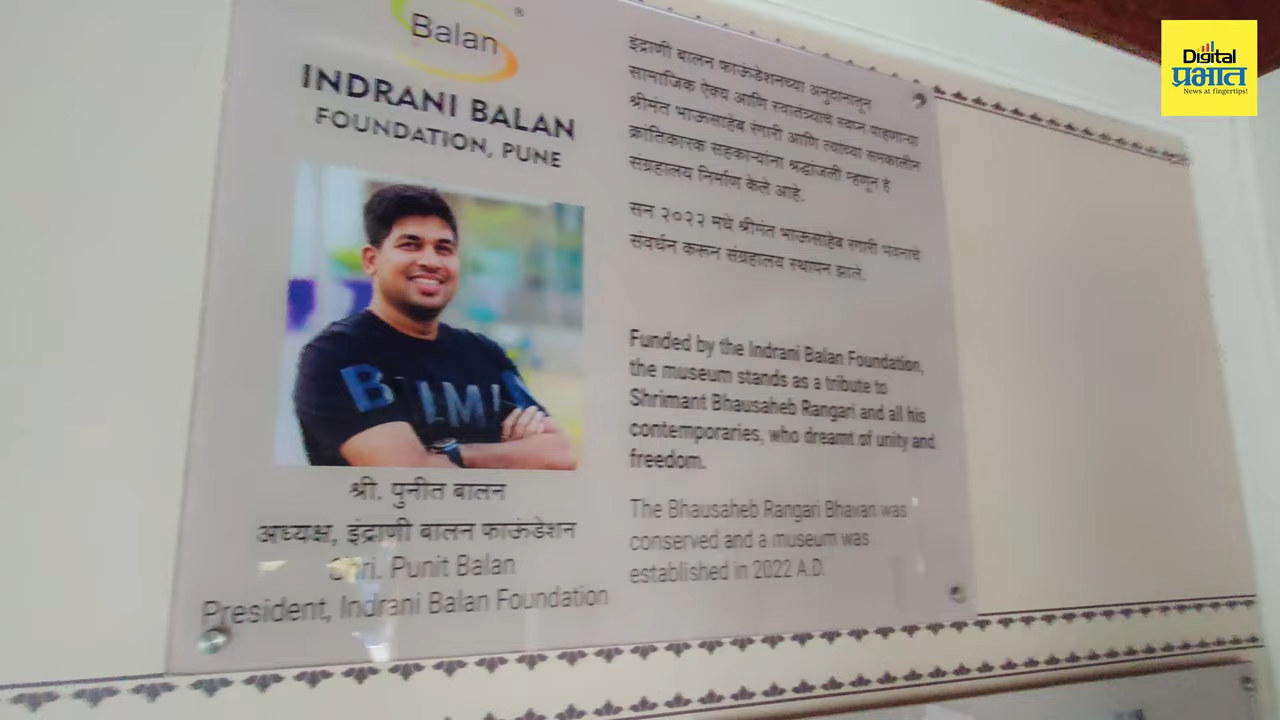 Balan
®
INDRANI BALAN
FOUNDATION, PUNE
BALMAIN
श्री. पुनीत बालन
अध्यक्ष, इंद्राणी बालन फाऊंडेशन
Shri. Punit Balan
President, Indrani Balan Foundation
इंद्राणी बालन फाऊंडेशनच्या अनुदानातून
सामाजिक ऐक्य आणि स्वातंत्र्याचे स्वप्न पाहणाऱ्या
श्रीमंत भाऊसाहेब रंगारी आणि त्यांच्या समकालीन
क्रांतिकारक सहकाऱ्यांना श्रद्धांजली म्हणून हे
संग्रहालय निर्माण केले आहे.
सन २०२२ मधे श्रीमंत भाऊसाहेब रंगारी भवनाचे
संवर्धन करून संग्रहालय स्थापन झाले.
Funded by the Indrani Balan Foundation,
the museum stands as a tribute to
Shrimant Bhausaheb Rangari and all his
contemporaries, who dreamt of unity and
freedom.
The Bhausaheb Rangari Bhavan was
conserved and a museum was
established in 2022 A.D.
Digital
प्रभात
News at fingertips!